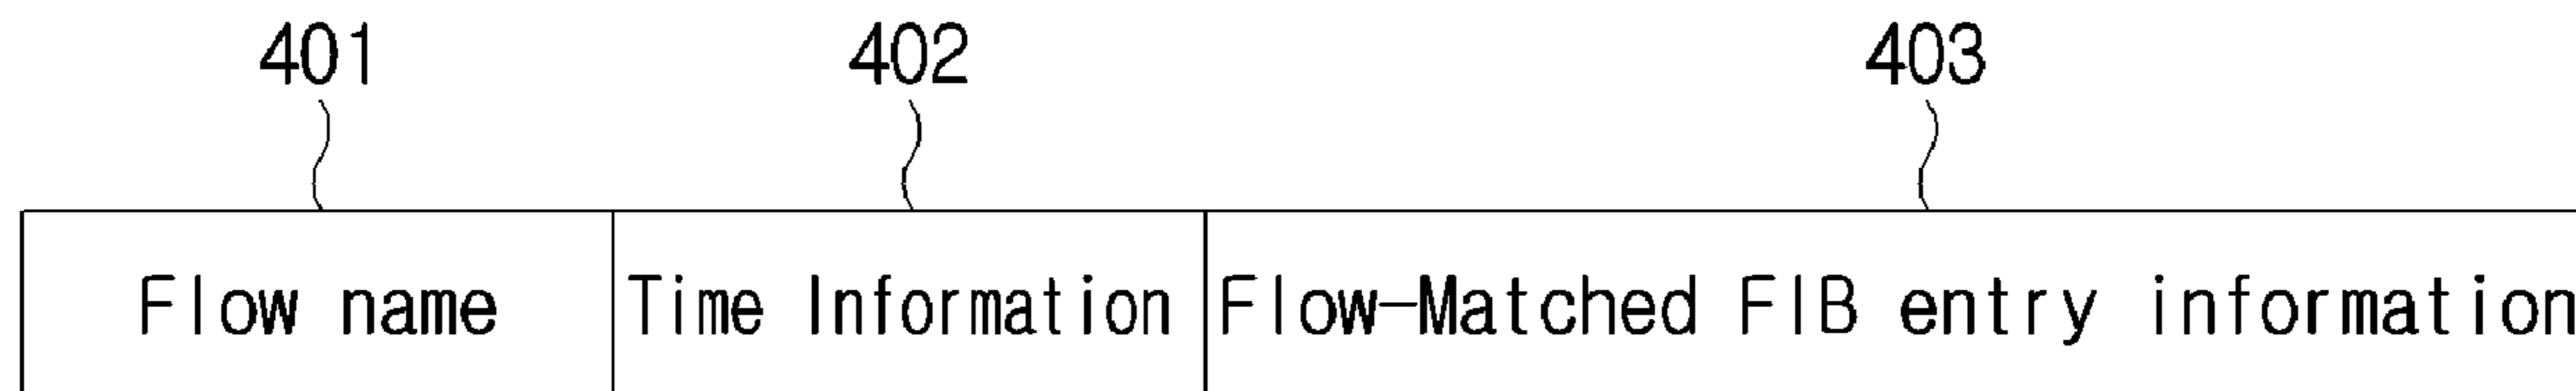 401 402 403
Flow name Time Information Flow-Matched FIB entry information